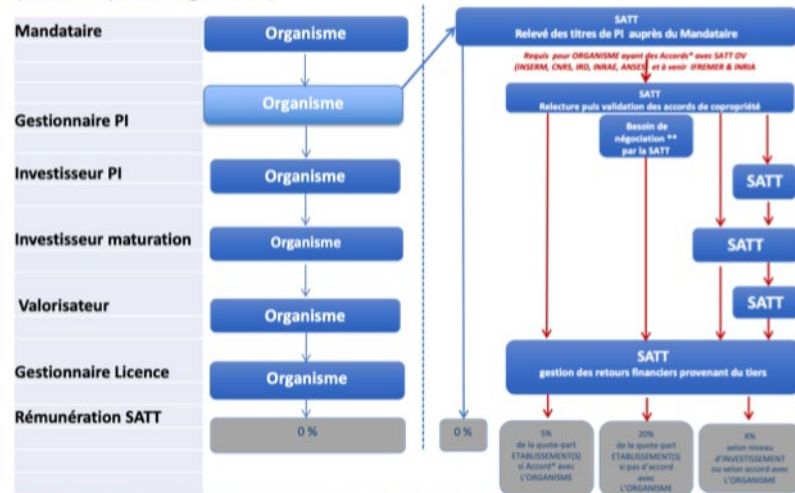 Mandataire
Organisme
SATT
Relevé des titres de PI auprès du Mandataire
Requis pour ORGANISME ayant des Accords* avec SATT OV
(INSERM, CNRS, IRD, INRAE, ANSES et à venir IFREMER & INRIA
Organisme
SATT
Relecture puis validation des accords de copropriété
Gestionnaire PI
Besoin de
négociation **
par la SATT
Investisseur PI
Organisme
SATT
Investisseur maturation
Organisme
SATT
Valorisateur
Organisme
SATT
Gestionnaire Licence
Organisme
SATT
gestion des retours financiers provenant du tiers
Rémunération SATT
0 %
0 %
5%
de la quote-part
ETABLISSEMENT(S)
si Accord* avec
L'ORGANISME
20%
de la quote-part
ETABLISSEMENT(S)
si pas d'accord
avec
L'ORGANISME
X%
selon niveau
d'INVESTISSEMENT
ou selon accord avec
L'ORGANISME